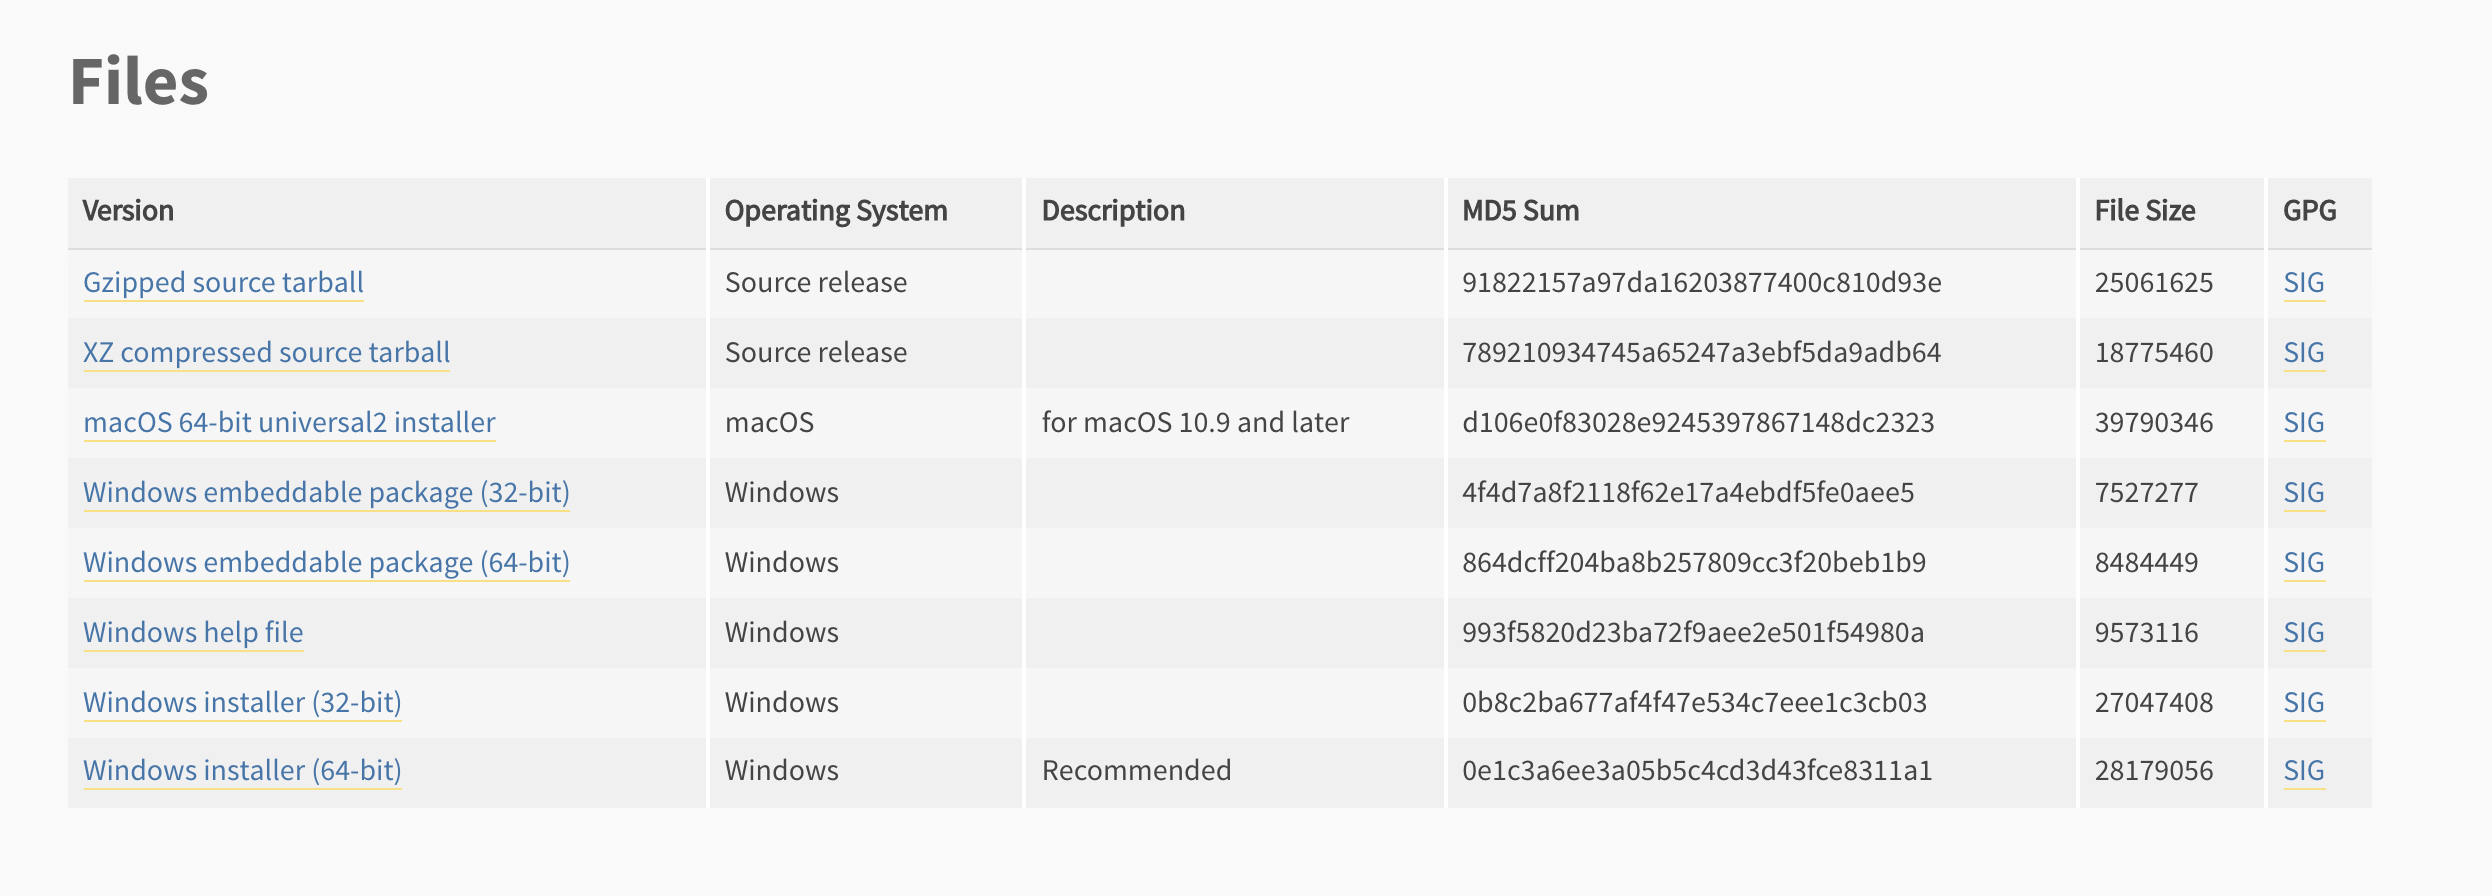 Files
Version Operating System Description MD5 Sum File Size GPG
Gzipped source tarball Source release 91822157a97da16203877400c810d93e 25061625 SIG
XZ compressed source tarball Source release 789210934745a65247a3ebf5da9adb64 18775460 SIG
macOS 64-bit universal2 installer macOS for macOS 10.9 and later d106e0f83028e9245397867148dc2323 39790346 SIG
Windows embeddable package (32-bit) Windows 4f4d7a8f2118f62e17a4ebdf5fe0aee5 7527277 SIG
Windows embeddable package (64-bit) Windows 864dcff204ba8b257809cc3f20beb1b9 8484449 SIG
Windows help file Windows 993f5820d23ba72f9aee2e501f54980a 9573116 SIG
Windows installer (32-bit) Windows 0b8c2ba677af4f47e534c7eee1c3cb03 27047408 SIG
Windows installer (64-bit) Windows Recommended 0e1c3a6ee3a05b5c4cd3d43fce8311a1 28179056 SIG